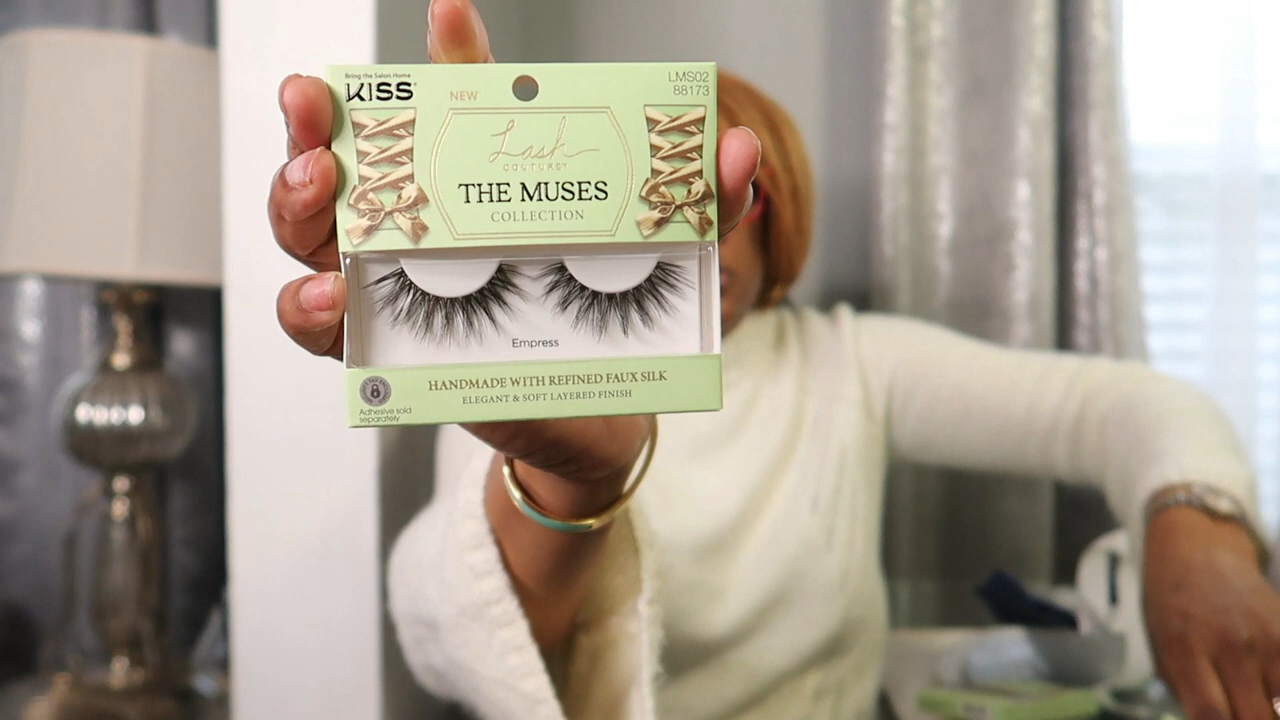 Bring the Salon Home
KISS
NEW
LMS02
88173
Lash
COUTURE™
THE MUSES
COLLECTION
Empress
HANDMADE WITH REFINED FAUX SILK
ELEGANT & SOFT LAYERED FINISH
Adhesive sold
separately